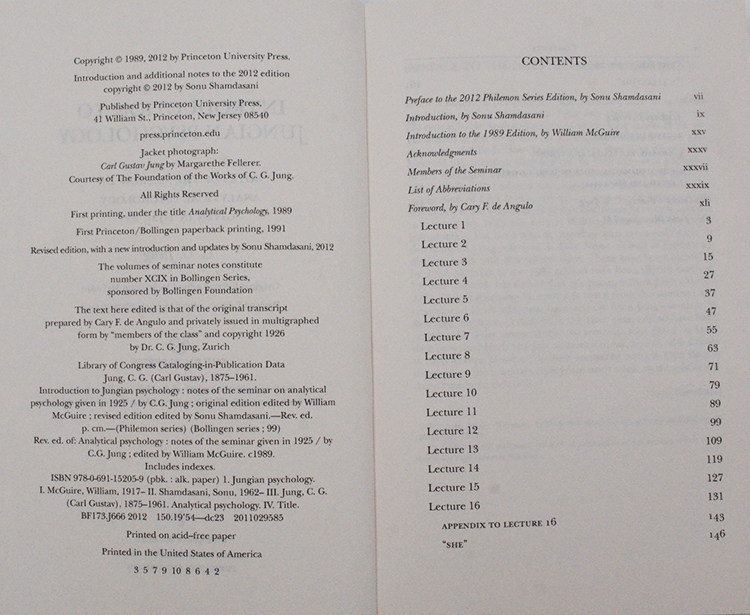 Copyright © 1989, 2012 by Princeton University Press.
Introduction and additional notes to the 2012 edition
copyright © 2012 by Sonu Shamdasani
Published by Princeton University Press,
41 William St., Princeton, New Jersey 08540
press.princeton.edu
Jacket photograph:
Carl Gustav Jung by Margarethe Fellerer.
Courtesy of The Foundation of the Works of C. G. Jung.
All Rights Reserved
First printing, under the title Analytical Psychology, 1989
First Princeton/Bollingen paperback printing, 1991
Revised edition, with a new introduction and updates by Sonu Shamdasani, 2012
The volumes of seminar notes constitute
number XCIX in Bollingen Series,
sponsored by Bollingen Foundation
The text here edited is that of the original transcript
prepared by Cary F. de Angulo and privately issued in multigraphed
form by "members of the class" and copyright 1926
by Dr. C. G. Jung, Zurich
Library of Congress Cataloging-in-Publication Data
Jung, C. G. (Carl Gustav), 1875–1961.
Introduction to Jungian psychology : notes of the seminar on analytical
psychology given in 1925 / by C.G. Jung ; original edition edited by William
McGuire ; revised edition edited by Sonu Shamdasani.—Rev. ed.
p. cm.—(Philemon series) (Bollingen series ; 99)
Rev. ed. of: Analytical psychology : notes of the seminar given in 1925 / by
C.G. Jung ; edited by William McGuire. c1989.
Includes indexes.
ISBN 978-0-691-15205-9 (pbk. : alk. paper) 1. Jungian psychology.
I. McGuire, William, 1917– II. Shamdasani, Sonu, 1962– III. Jung, C. G.
(Carl Gustav), 1875–1961. Analytical psychology. IV. Title.
BF173.J666 2012 150.19'54—dc23 2011029585
Printed on acid-free paper
Printed in the United States of America
3 5 7 9 10 8 6 4 2
CONTENTS
Preface to the 2012 Philemon Series Edition, by Sonu Shamdasani vii
Introduction, by Sonu Shamdasani ix
Introduction to the 1989 Edition, by William McGuire xxv
Acknowledgments xxxv
Members of the Seminar xxxvii
List of Abbreviations xxxix
Foreword, by Cary F. de Angulo xli
Lecture 1 3
Lecture 2 9
Lecture 3 15
Lecture 4 27
Lecture 5 37
Lecture 6 47
Lecture 7 55
Lecture 8 63
Lecture 9 71
Lecture 10 79
Lecture 11 89
Lecture 12 99
Lecture 13 109
Lecture 14 119
Lecture 15 127
Lecture 16 131
APPENDIX TO LECTURE 16 143
"SHE" 146